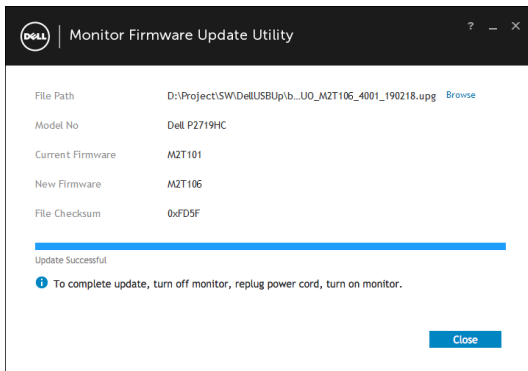 DELL
Monitor Firmware Update Utility
? – ×
File Path D:\Project\SW\DellUSBUp\b...UO_M2T106_4001_190218.upg Browse
Model No Dell P2719HC
Current Firmware M2T101
New Firmware M2T106
File Checksum 0xFD5F
Update Successful
To complete update, turn off monitor, replug power cord, turn on monitor.
Close